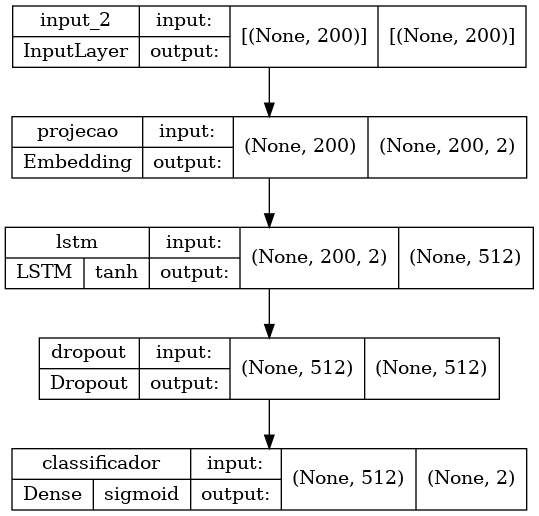 input_2 input: [(None, 200)] [(None, 200)]
InputLayer output:
projecao input: (None, 200) (None, 200, 2)
Embedding output:
lstm input: (None, 200, 2) (None, 512)
LSTM tanh output:
dropout input: (None, 512) (None, 512)
Dropout output:
classificador input: (None, 512) (None, 2)
Dense sigmoid output: